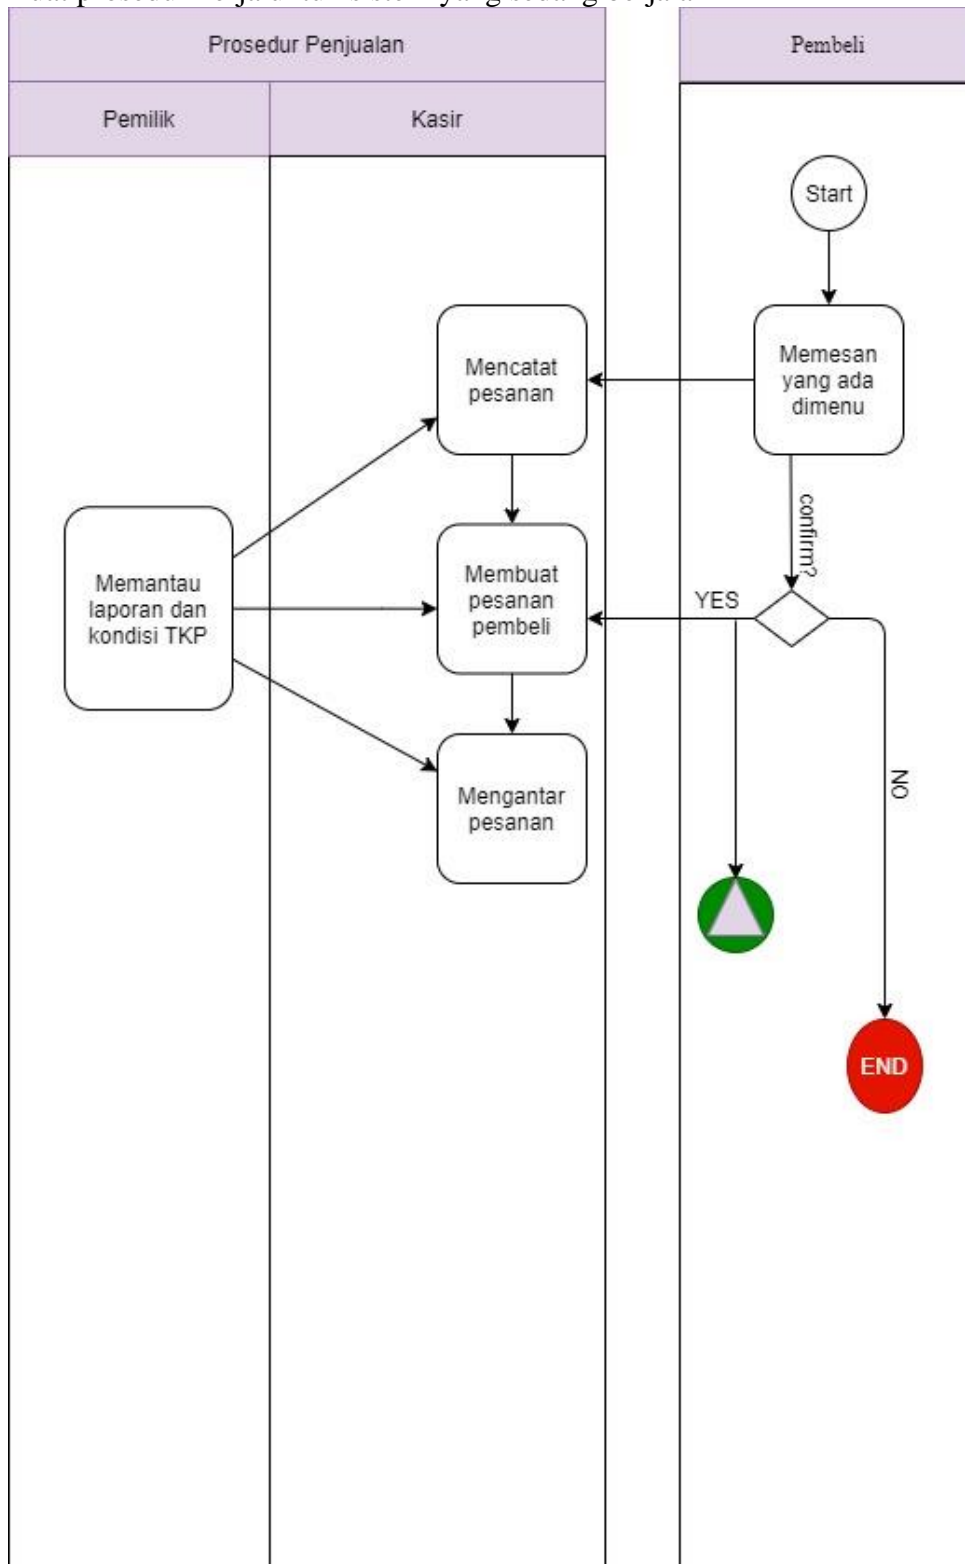 Prosedur Penjualan
Pembeli
Pemilik
Kasir
Start
Mencatat
pesanan
Memesan
yang ada
dimenu
confirm?
Memantau
laporan dan
kondisi TKP
Membuat
pesanan
pembeli
YES
NO
Mengantar
pesanan
END